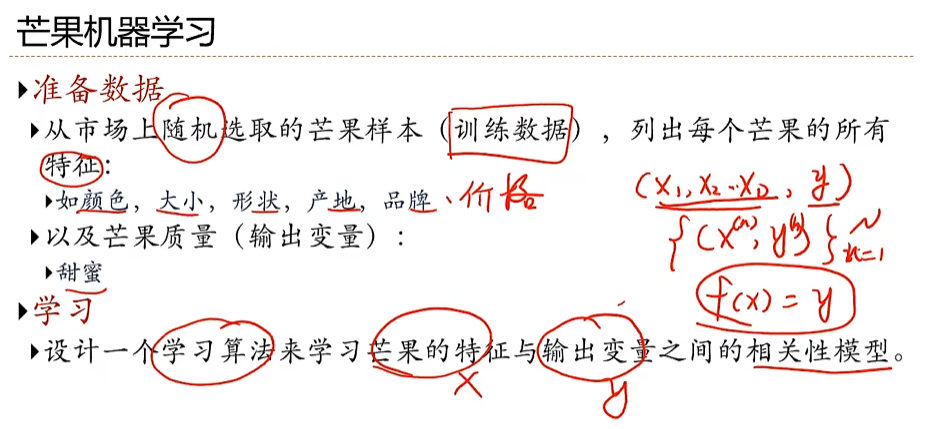 芒果机器学习
准备数据
从市场上随机选取的芒果样本（训练数据），列出每个芒果的所有
特征:
如颜色，大小，形状，产地，品牌、价格
(x₁, x₂ … x_D, y)
以及芒果质量（输出变量）:
{(x⁽ⁿ⁾, y⁽ⁿ⁾)}ᴺₙ₌₁
甜蜜
f(x) = y
学习
设计一个学习算法来学习芒果的特征与输出变量之间的相关性模型。
x y